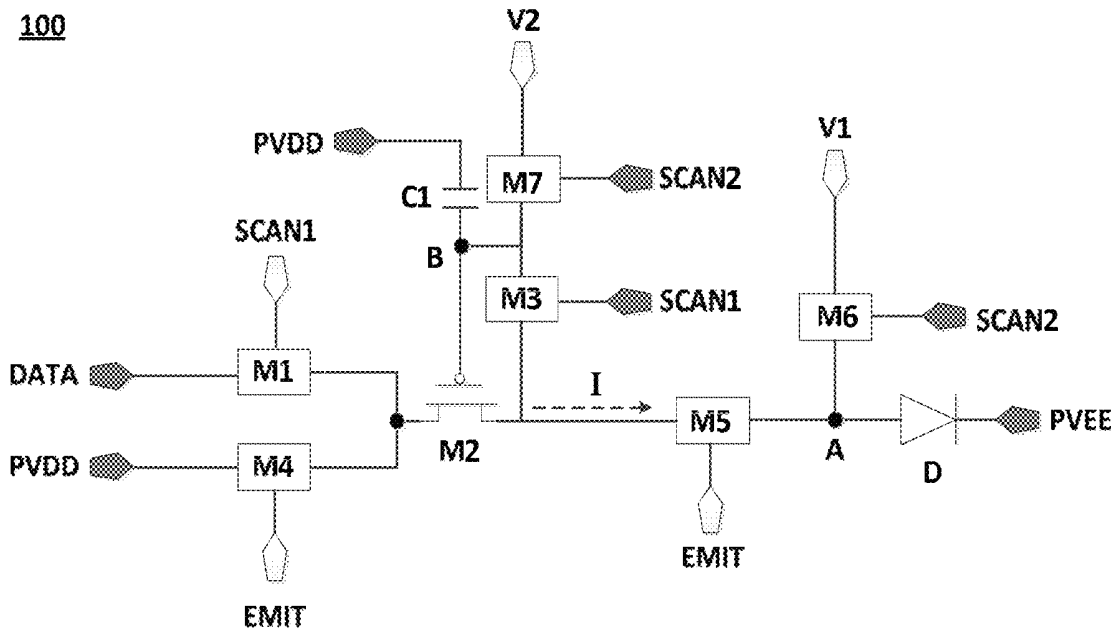 100
V2
V1
PVDD
M7
SCAN2
C1
SCAN1
B
M3
SCAN1
M6
SCAN2
DATA
M1
I
M5
PVEE
PVDD
M4
M2
A
D
EMIT
EMIT